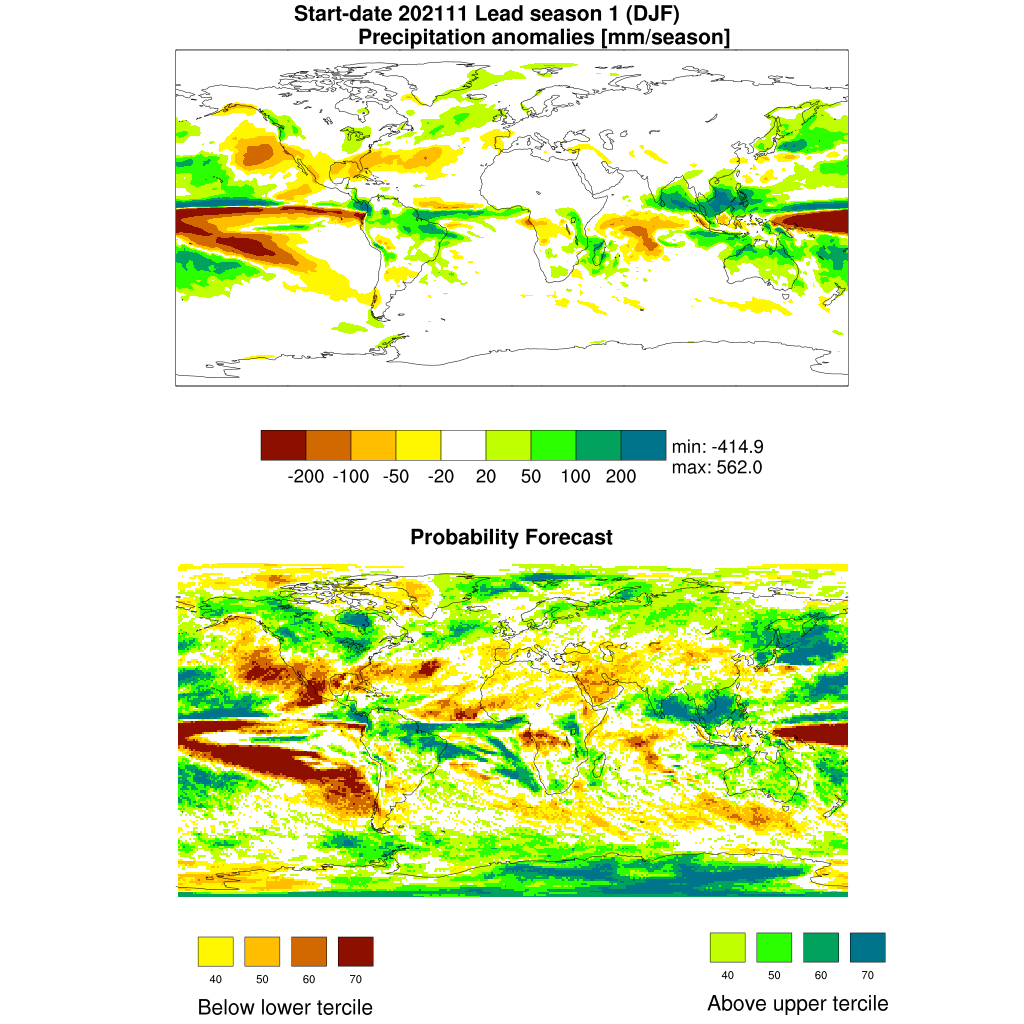 Start-date 202111 Lead season 1 (DJF)
Precipitation anomalies [mm/season]
min: -414.9
max: 562.0
-200 -100 -50 -20 20 50 100 200
Probability Forecast
40 50 60 70
Below lower tercile
40 50 60 70
Above upper tercile